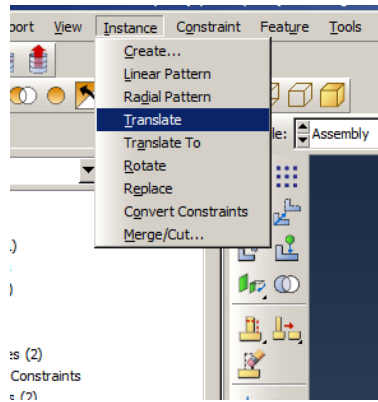 port View Instance Constraint Feature Tools
Create...
Linear Pattern
Radial Pattern
Translate
Translate To
Rotate
Replace
Convert Constraints
Merge/Cut...
le: Assembly
)
)
es (2)
Constraints
s (2)